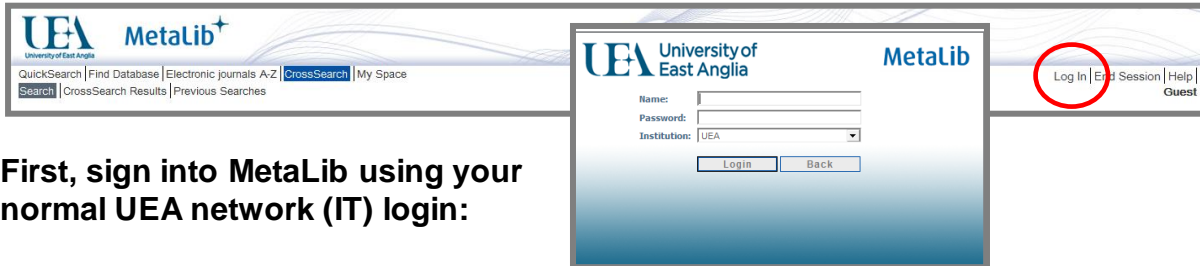 UEA
University of East Anglia
MetaLib+
QuickSearch | Find Database | Electronic journals A-Z | CrossSearch | My Space
Search | CrossSearch Results | Previous Searches
Log In | End Session | Help |
Guest
UEA University of
East Anglia
MetaLib
Name:
Password:
Institution: UEA
Login Back
First, sign into MetaLib using your
normal UEA network (IT) login: